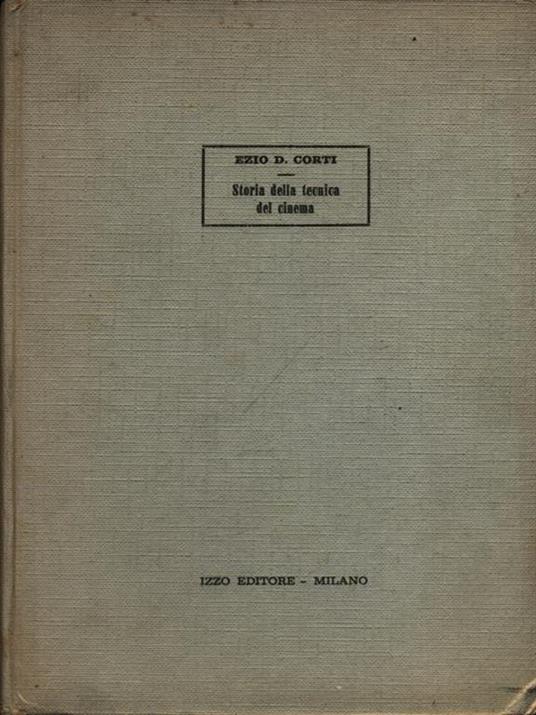 EZIO D. CORTI
Storia della tecnica
del cinema
IZZO EDITORE - MILANO